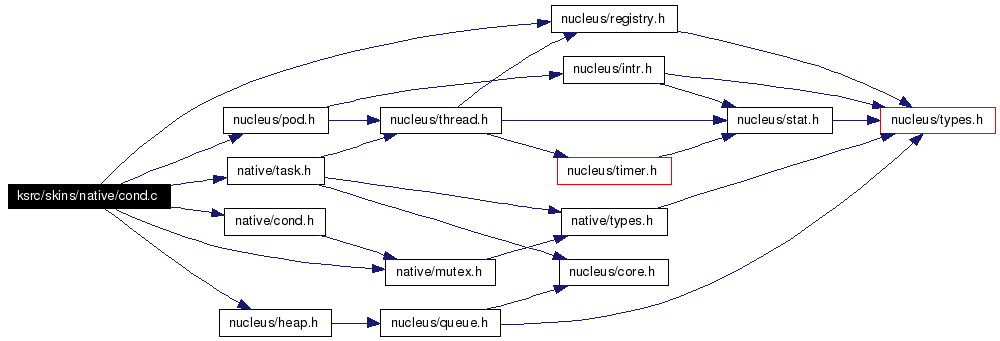 nucleus/registry.h
nucleus/intr.h
nucleus/pod.h
nucleus/thread.h
nucleus/stat.h
nucleus/types.h
native/task.h
nucleus/timer.h
ksrc/skins/native/cond.c
native/cond.h
native/types.h
native/mutex.h
nucleus/core.h
nucleus/heap.h
nucleus/queue.h